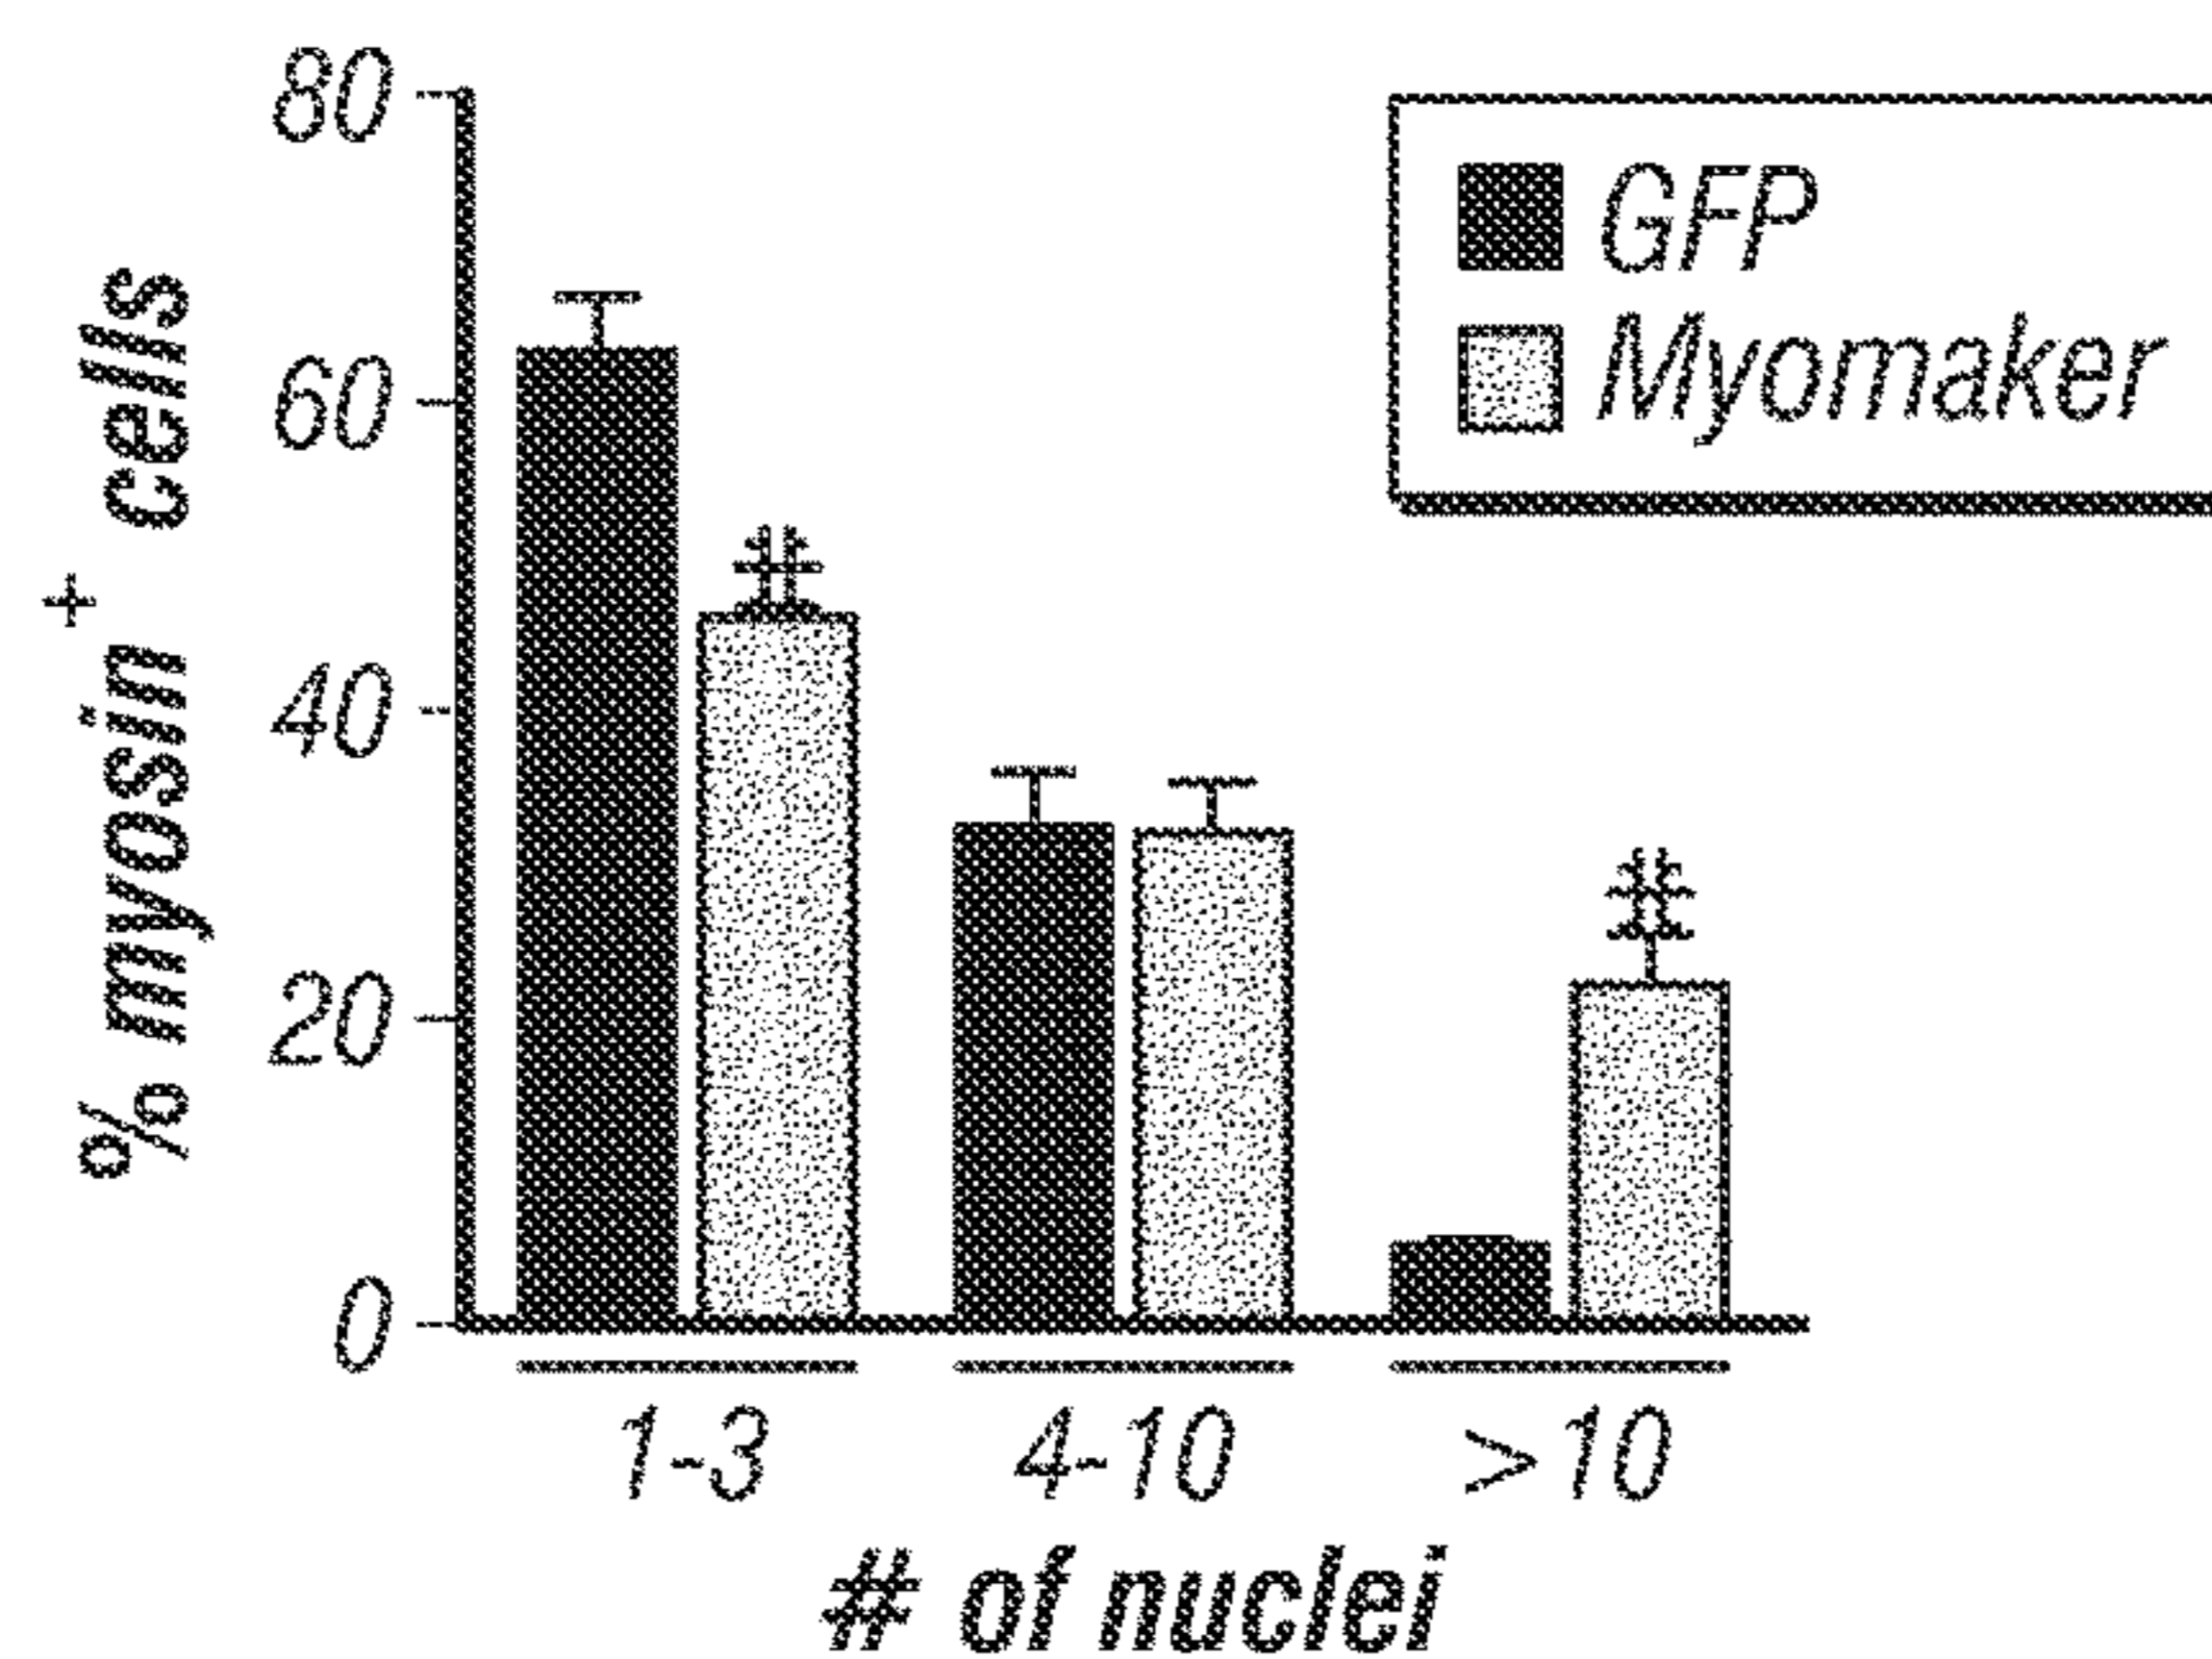 80
60
40
20
0
% myosin+ cells
GFP
Myomaker
‡
‡
1-3
4-10
>10
# of nuclei